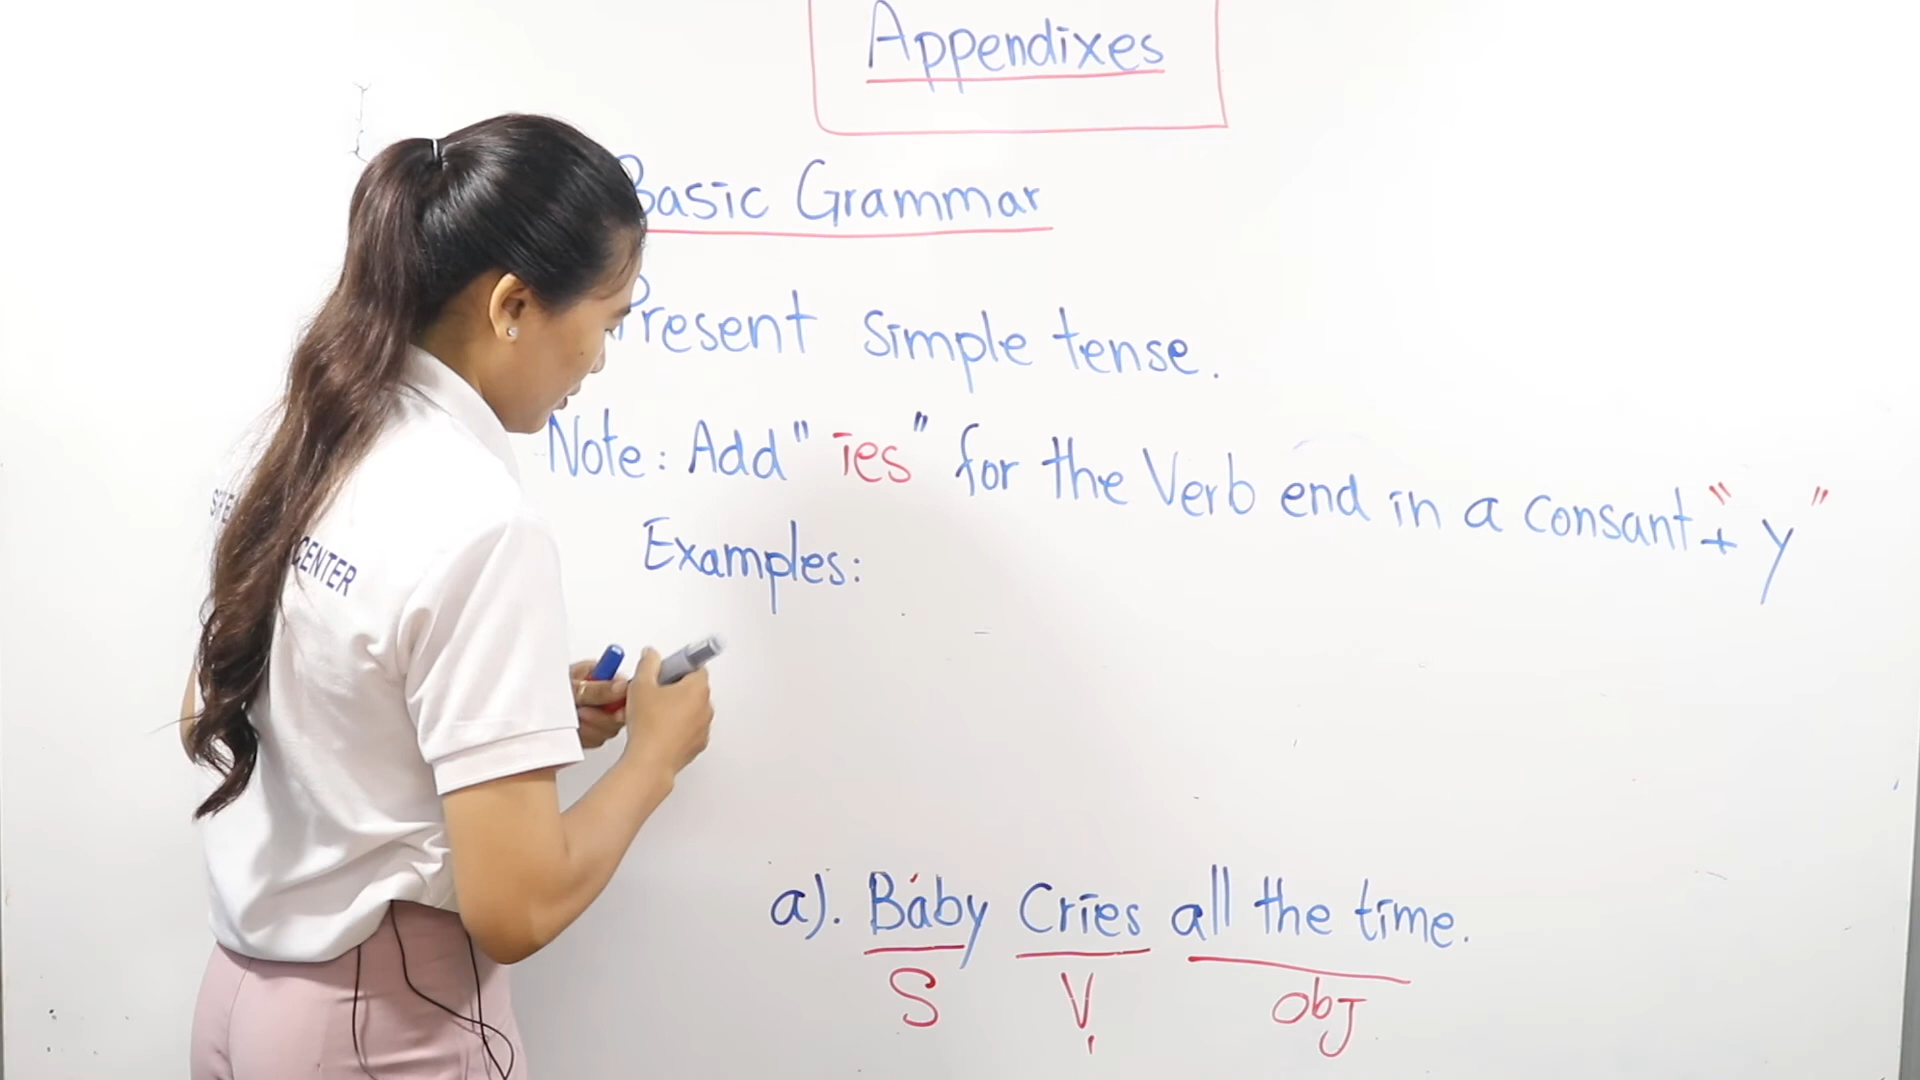 Appendixes
Basic Grammar
Present simple tense.
Note: Add "ies" for the Verb end in a consant + "y"
Examples:
CENTER
a). Baby Cries all the time.
S V obj